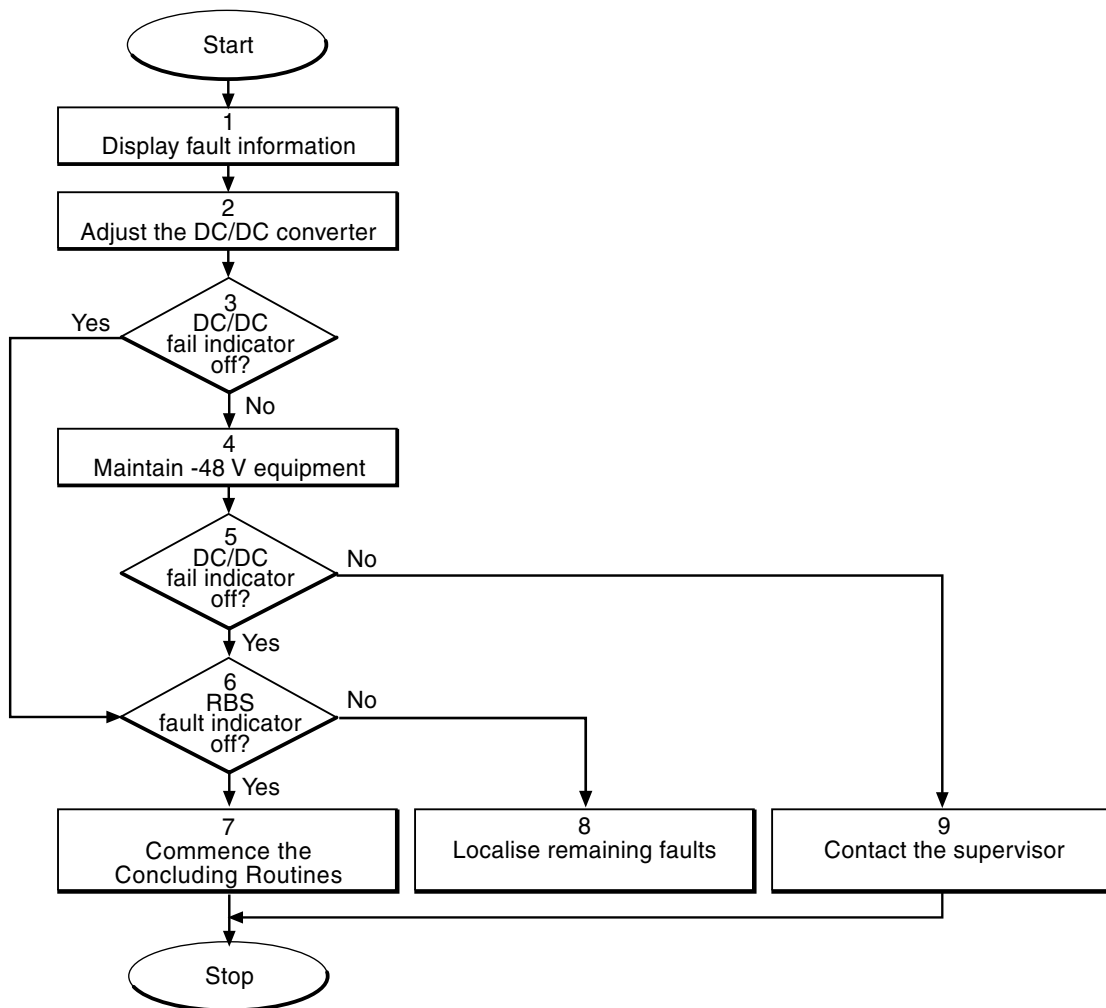 Start
1
Display fault information
2
Adjust the DC/DC converter
3
DC/DC
fail indicator
off?
Yes
No
4
Maintain -48 V equipment
5
DC/DC
fail indicator
off?
No
Yes
6
RBS
fault indicator
off?
No
Yes
7
Commence the
Concluding Routines
8
Localise remaining faults
9
Contact the supervisor
Stop